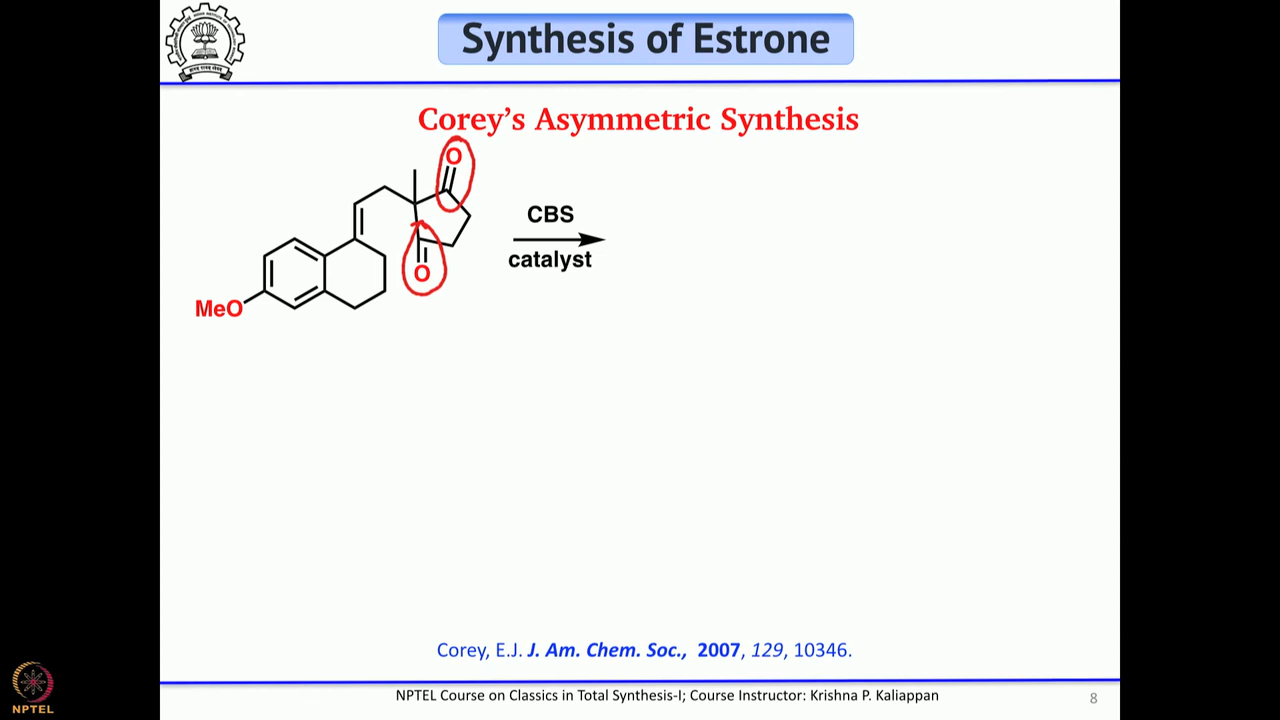 Synthesis of Estrone
Corey's Asymmetric Synthesis
O
O
MeO
CBS
catalyst
Corey, E.J. J. Am. Chem. Soc., 2007, 129, 10346.
NPTEL Course on Classics in Total Synthesis-I; Course Instructor: Krishna P. Kaliappan
8
NPTEL